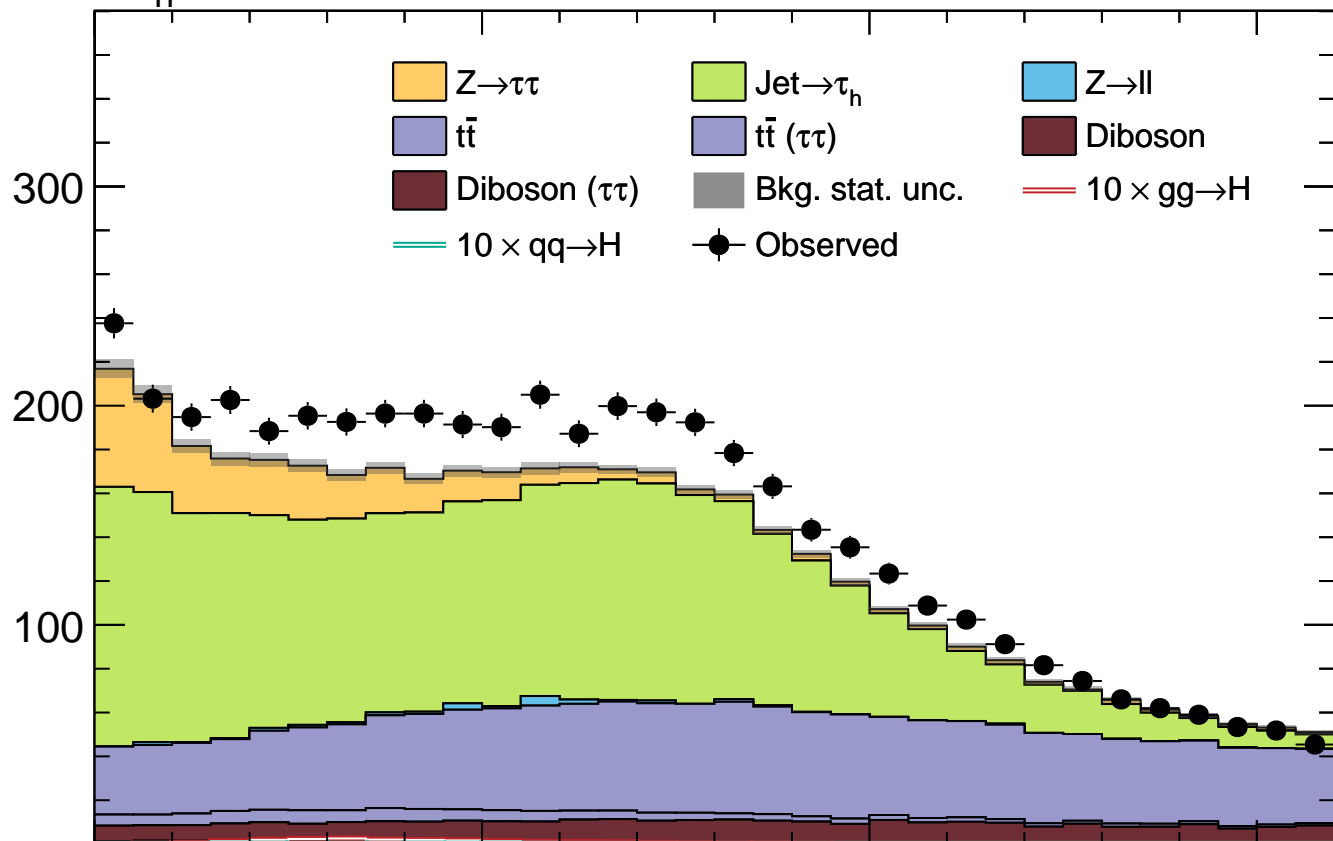 Z→ττ Jet→τh Z→ll
tt̄ tt̄ (ττ) Diboson
Diboson (ττ) Bkg. stat. unc. 10 × gg→H
10 × qq→H Observed
300
200
100